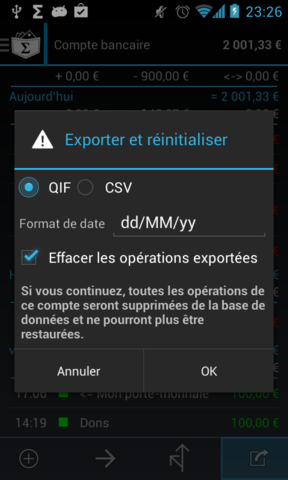 23:26
Compte bancaire 2 001,33 €
+ 0,00 € - 900,00 € <-> 0,00 €
Aujourd'hui = 2 001,33 €
Exporter et réinitialiser
QIF CSV
Format de date dd/MM/yy
Effacer les opérations exportées
Si vous continuez, toutes les opérations de
ce compte seront supprimées de la base de
données et ne pourront plus être
restaurées.
Annuler OK
17:06 <= Mon porte-monnaie 100,00 €
14:19 Dons 100,00 €